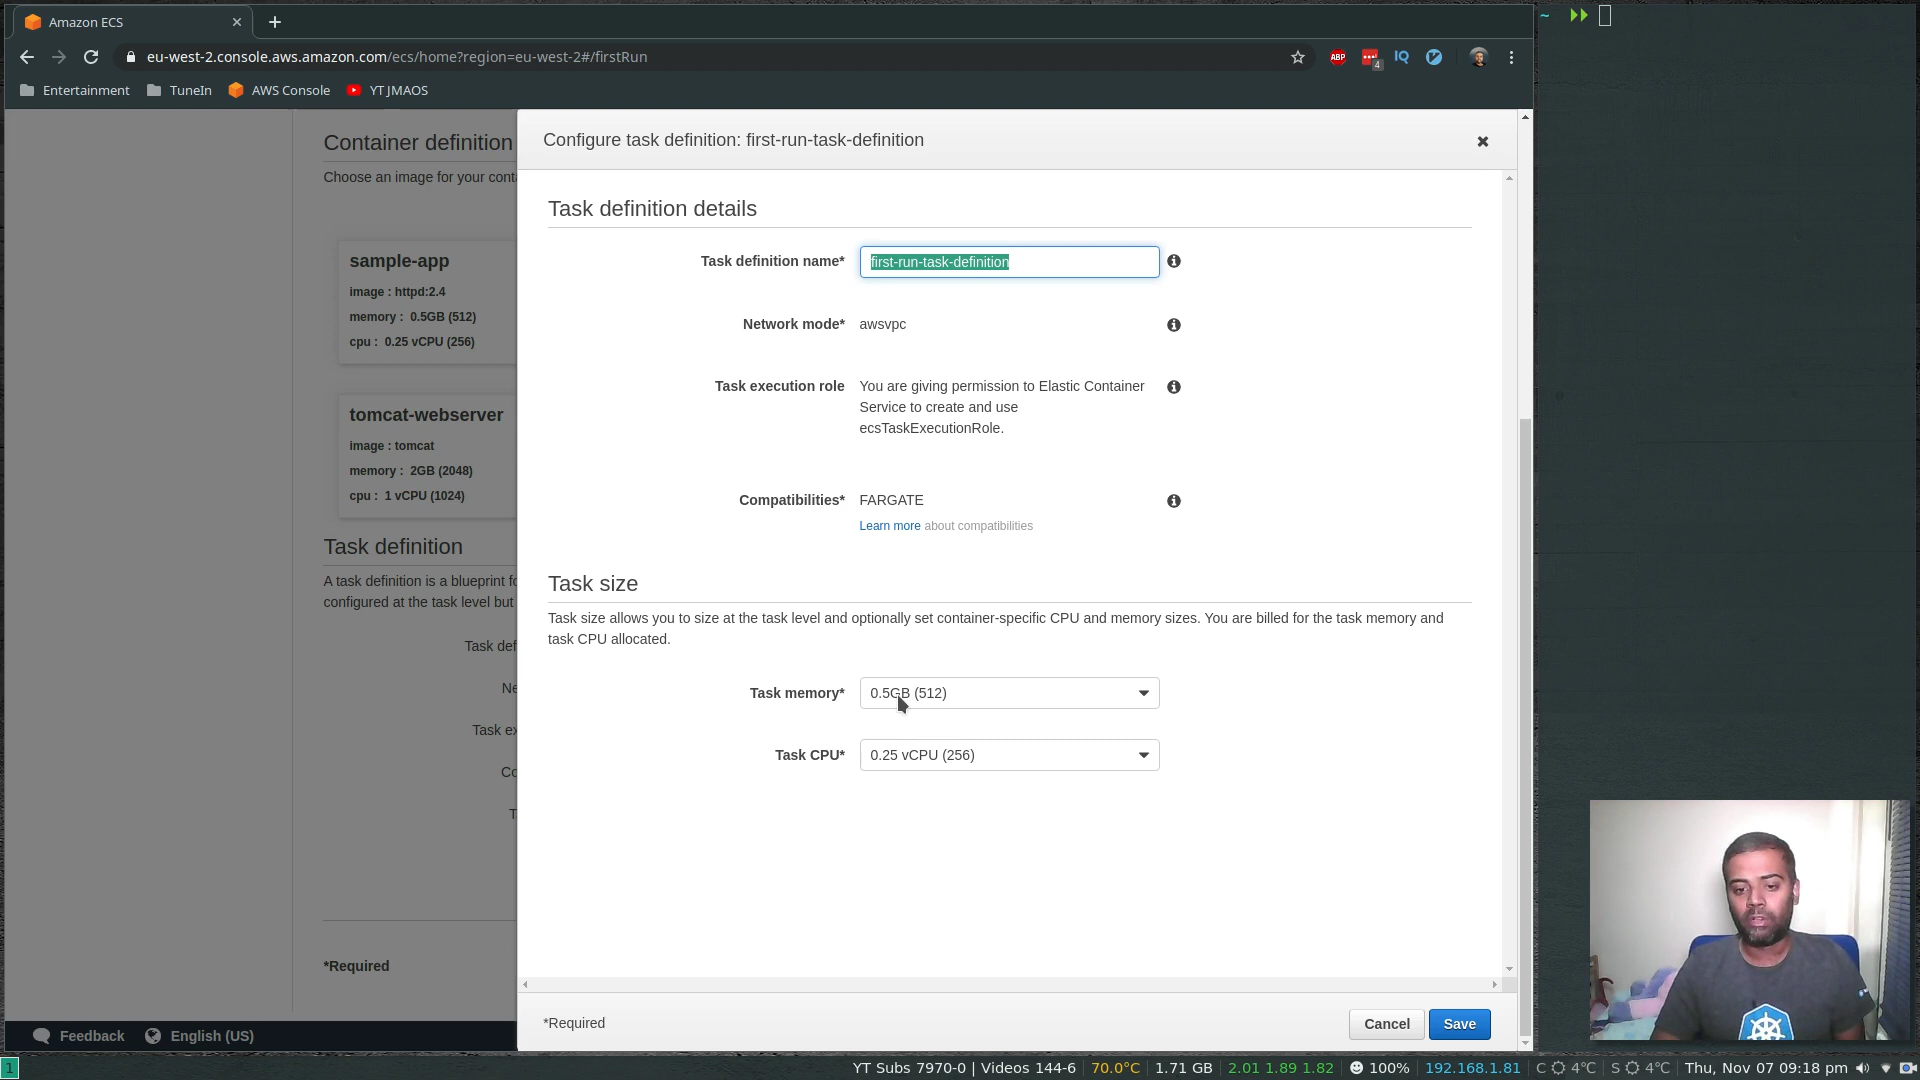 Amazon ECS
eu-west-2.console.aws.amazon.com/ecs/home?region=eu-west-2#/firstRun
ABP
4
IQ
Entertainment
TuneIn
AWS Console
YT JMAOS
~
Container definition
Choose an image for your cont
sample-app
image : httpd:2.4
memory : 0.5GB (512)
cpu : 0.25 vCPU (256)
tomcat-webserver
image : tomcat
memory : 2GB (2048)
cpu : 1 vCPU (1024)
Task definition
A task definition is a blueprint fo
configured at the task level but
Task def
Ne
Task ex
Co
T
*Required
Configure task definition: first-run-task-definition
Task definition details
Task definition name*
first-run-task-definition
Network mode*
awsvpc
Task execution role
You are giving permission to Elastic Container
Service to create and use
ecsTaskExecutionRole.
Compatibilities*
FARGATE
Learn more about compatibilities
Task size
Task size allows you to size at the task level and optionally set container-specific CPU and memory sizes. You are billed for the task memory and
task CPU allocated.
Task memory*
0.5GB (512)
Task CPU*
0.25 vCPU (256)
*Required
Cancel
Save
Feedback
English (US)
1
YT Subs 7970-0 | Videos 144-6
70.0°C
1.71 GB
2.01 1.89 1.82
100%
192.168.1.81
C 4°C
S 4°C
Thu, Nov 07 09:18 pm